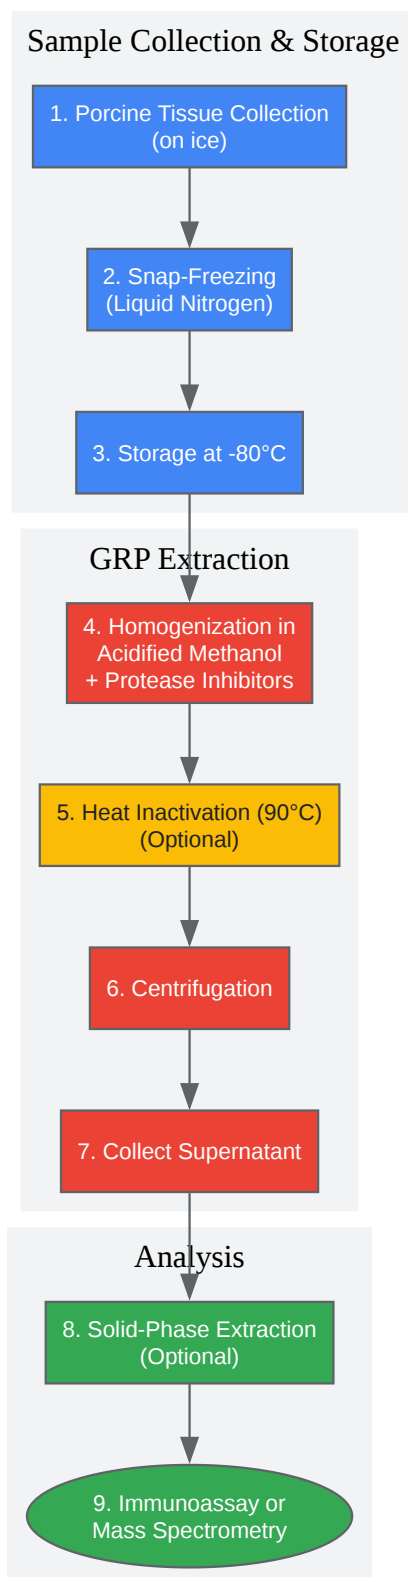 Sample Collection & Storage
1. Porcine Tissue Collection
(on ice)
2. Snap-Freezing
(Liquid Nitrogen)
3. Storage at -80°C
GRP Extraction
4. Homogenization in
Acidified Methanol
+ Protease Inhibitors
5. Heat Inactivation (90°C)
(Optional)
6. Centrifugation
7. Collect Supernatant
Analysis
8. Solid-Phase Extraction
(Optional)
9. Immunoassay or
Mass Spectrometry